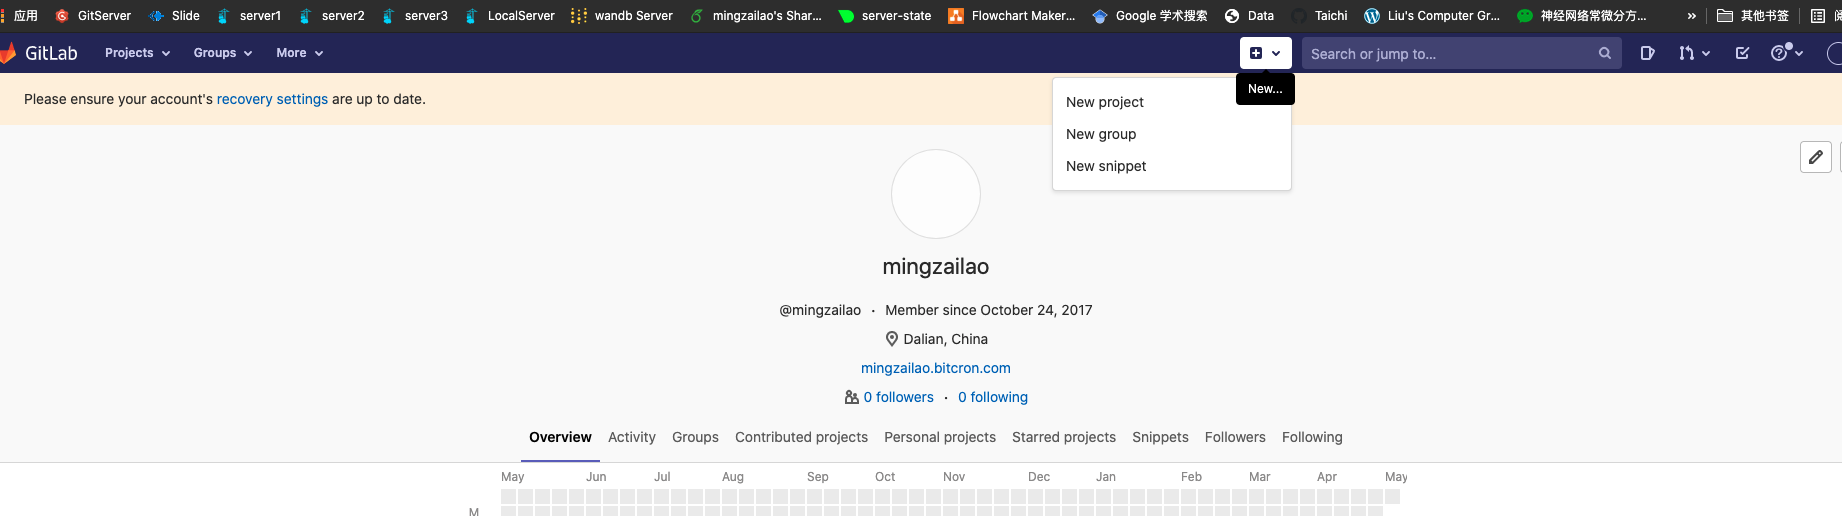 应用 GitServer Slide server1 server2 server3 LocalServer wandb Server mingzailao's Shar... server-state Flowchart Maker... Google 学术搜索 Data Taichi Liu's Computer Gr... 神经网络常微分方... » 其他书签
GitLab Projects Groups More Search or jump to...
New...
Please ensure your account's recovery settings are up to date.
New project
New group
New snippet
mingzailao
@mingzailao · Member since October 24, 2017
Dalian, China
mingzailao.bitcron.com
0 followers · 0 following
Overview Activity Groups Contributed projects Personal projects Starred projects Snippets Followers Following
May Jun Jul Aug Sep Oct Nov Dec Jan Feb Mar Apr May
M